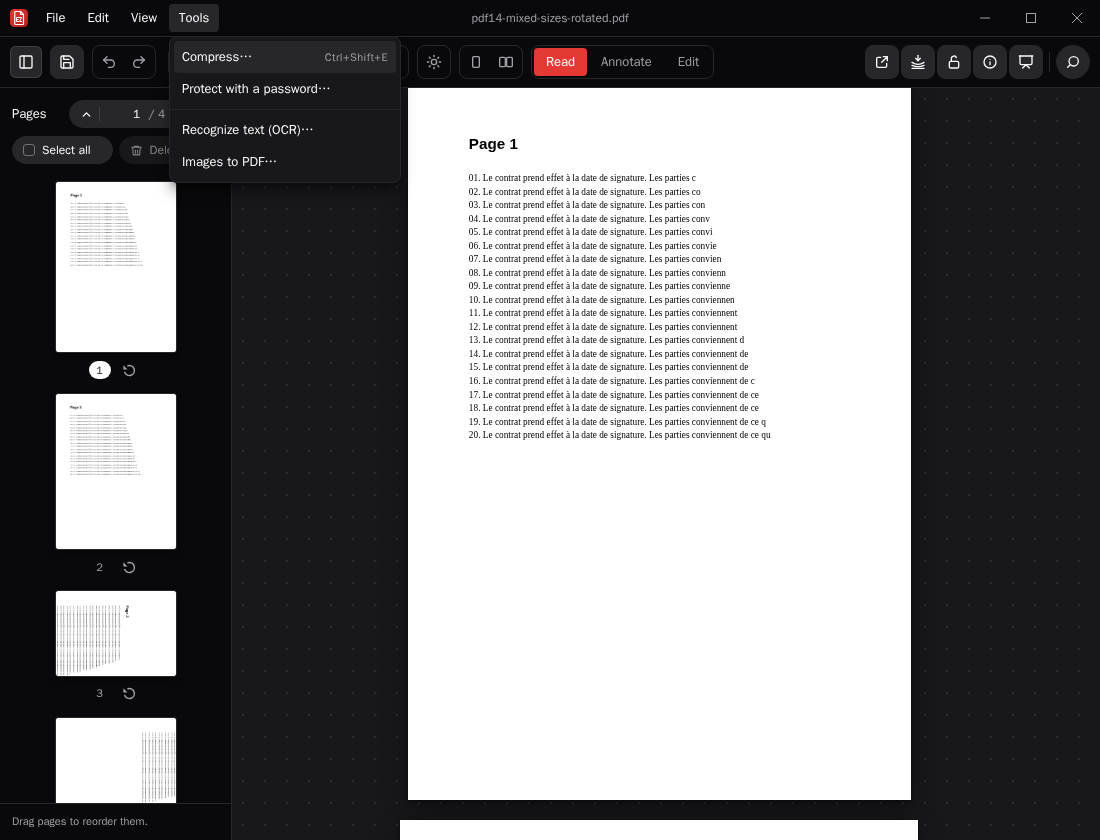 File Edit View Tools
pdf14-mixed-sizes-rotated.pdf
Compress… Ctrl+Shift+E
Protect with a password…
Recognize text (OCR)…
Images to PDF…
Read Annotate Edit
Pages 1 / 4
Select all
Drag pages to reorder them.
1
2
3
Page 1
01. Le contrat prend effet à la date de signature. Les parties c
02. Le contrat prend effet à la date de signature. Les parties co
03. Le contrat prend effet à la date de signature. Les parties con
04. Le contrat prend effet à la date de signature. Les parties conv
05. Le contrat prend effet à la date de signature. Les parties convi
06. Le contrat prend effet à la date de signature. Les parties convie
07. Le contrat prend effet à la date de signature. Les parties convien
08. Le contrat prend effet à la date de signature. Les parties convienn
09. Le contrat prend effet à la date de signature. Les parties convienne
10. Le contrat prend effet à la date de signature. Les parties conviennen
11. Le contrat prend effet à la date de signature. Les parties conviennent
12. Le contrat prend effet à la date de signature. Les parties conviennent
13. Le contrat prend effet à la date de signature. Les parties conviennent d
14. Le contrat prend effet à la date de signature. Les parties conviennent de
15. Le contrat prend effet à la date de signature. Les parties conviennent de
16. Le contrat prend effet à la date de signature. Les parties conviennent de c
17. Le contrat prend effet à la date de signature. Les parties conviennent de ce
18. Le contrat prend effet à la date de signature. Les parties conviennent de ce
19. Le contrat prend effet à la date de signature. Les parties conviennent de ce q
20. Le contrat prend effet à la date de signature. Les parties conviennent de ce qu